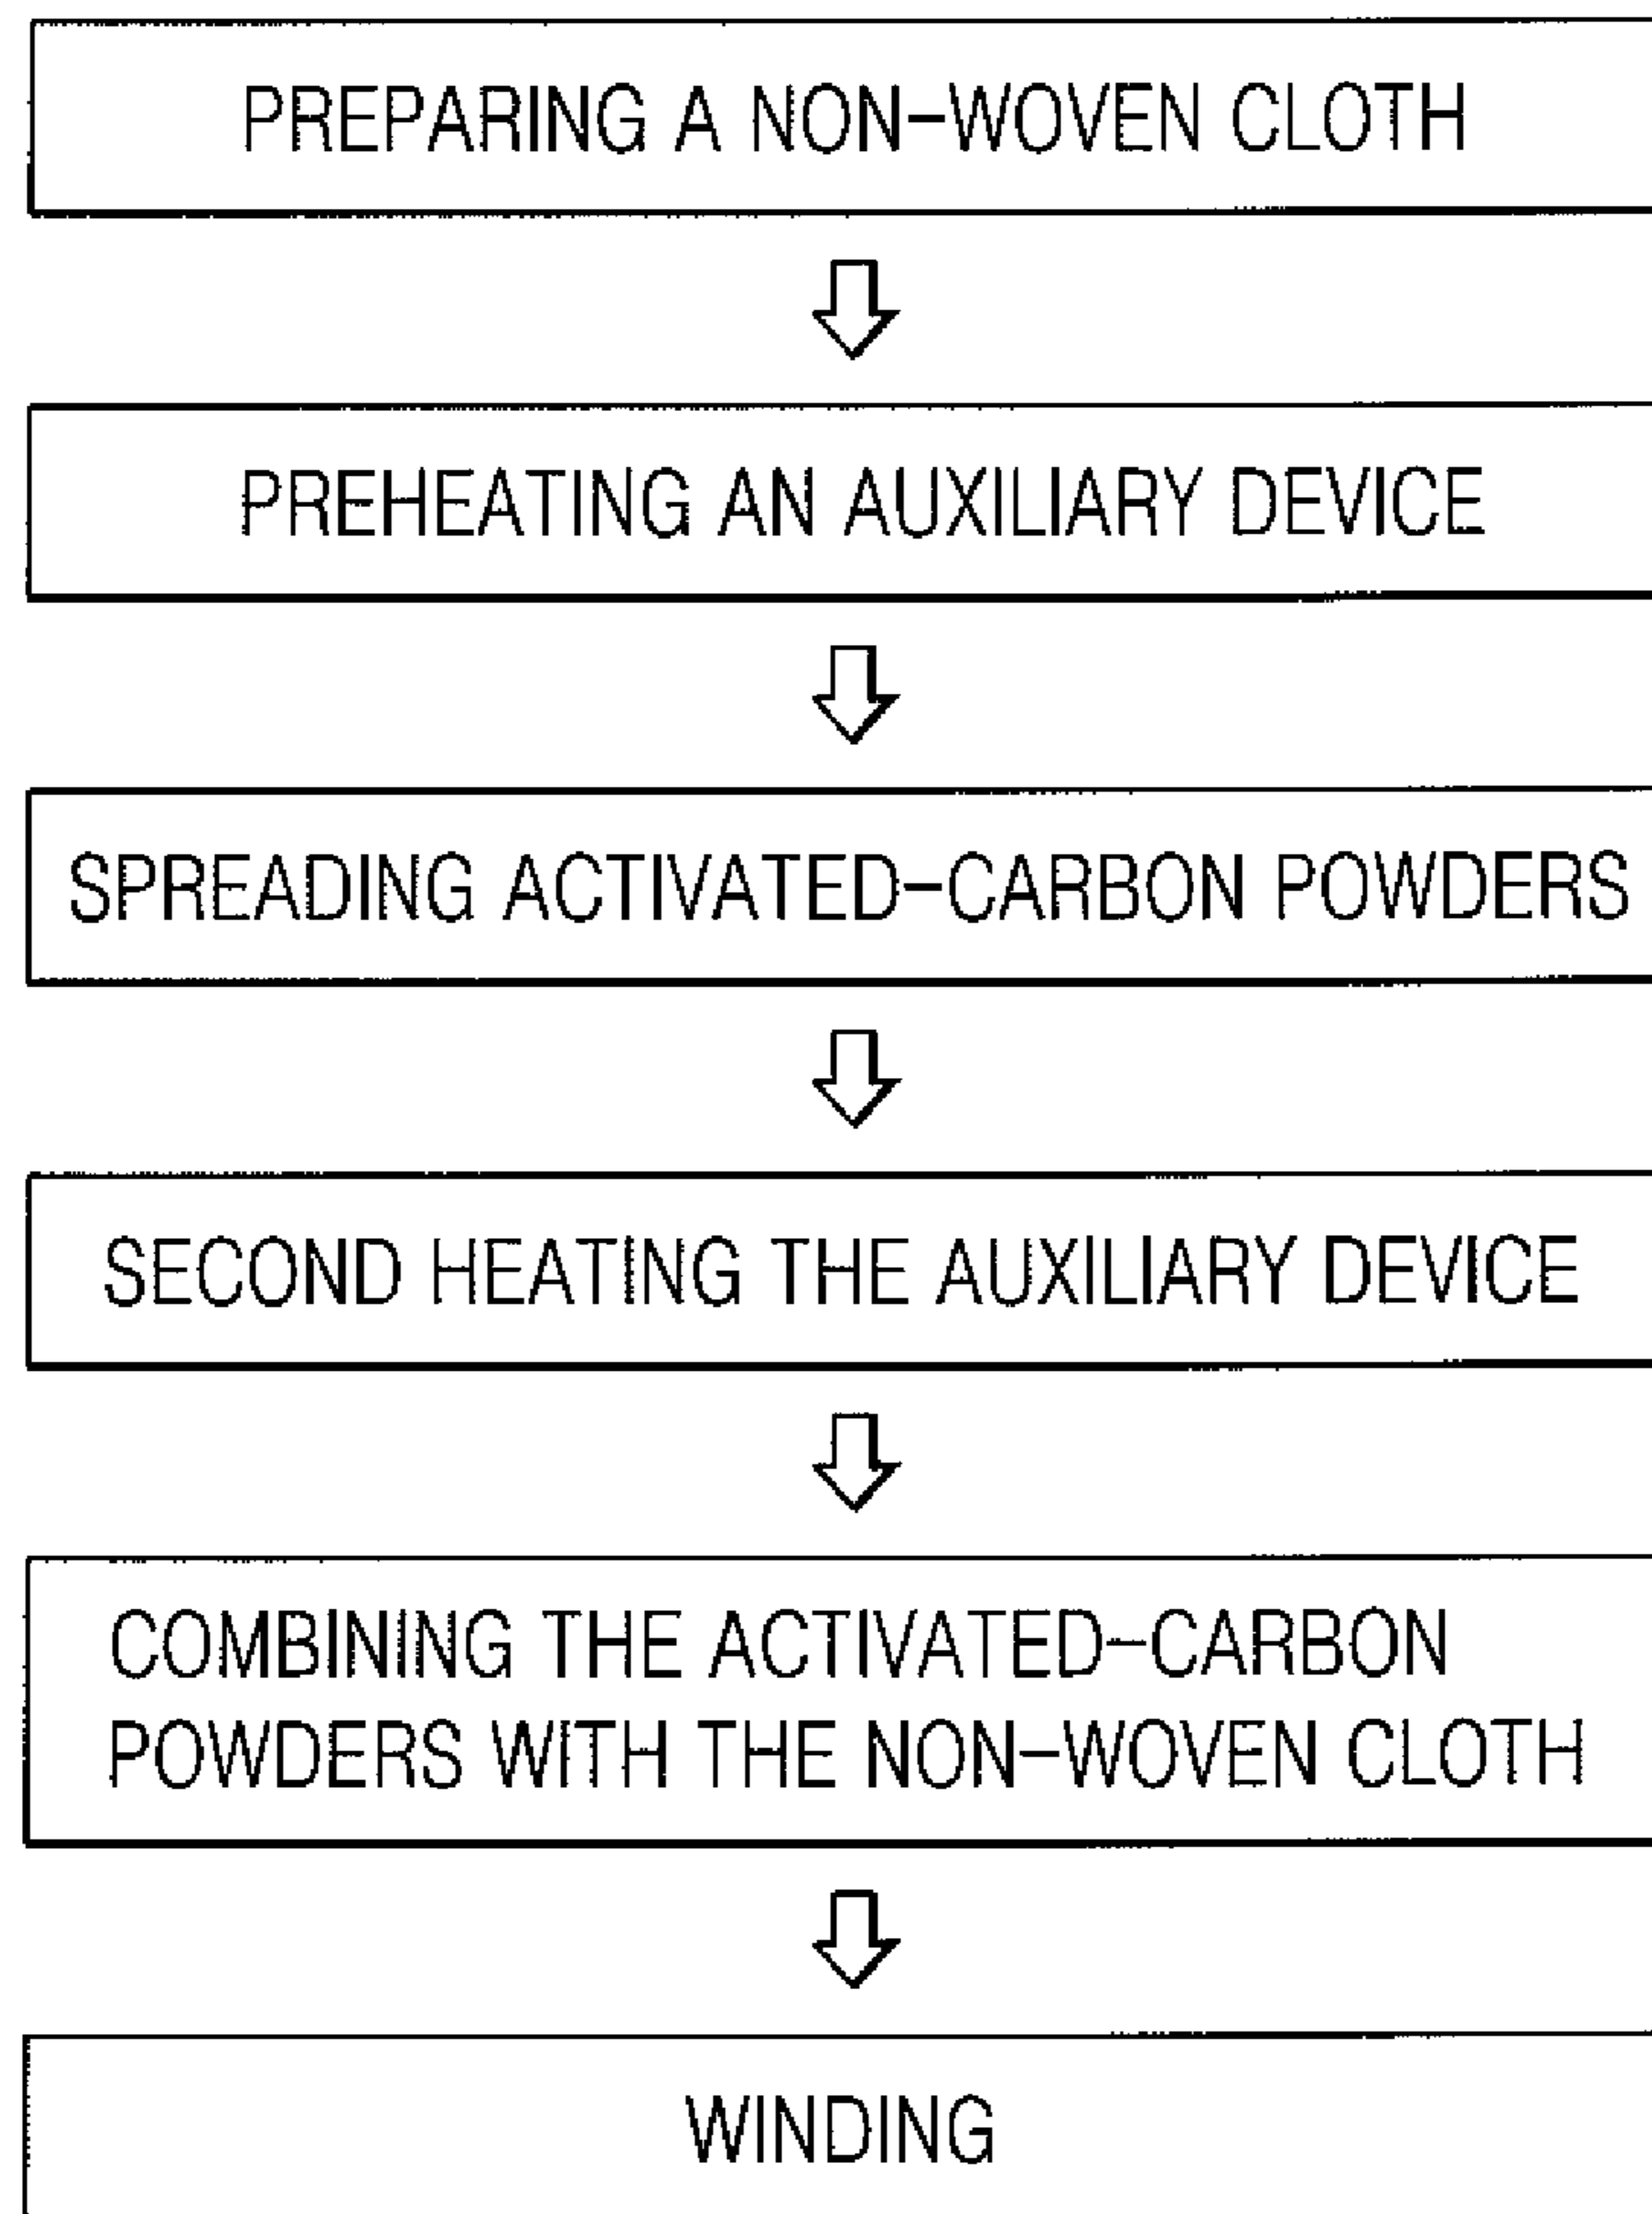 PREPARING A NON-WOVEN CLOTH
PREHEATING AN AUXILIARY DEVICE
SPREADING ACTIVATED-CARBON POWDERS
SECOND HEATING THE AUXILIARY DEVICE
COMBINING THE ACTIVATED-CARBON
POWDERS WITH THE NON-WOVEN CLOTH
WINDING